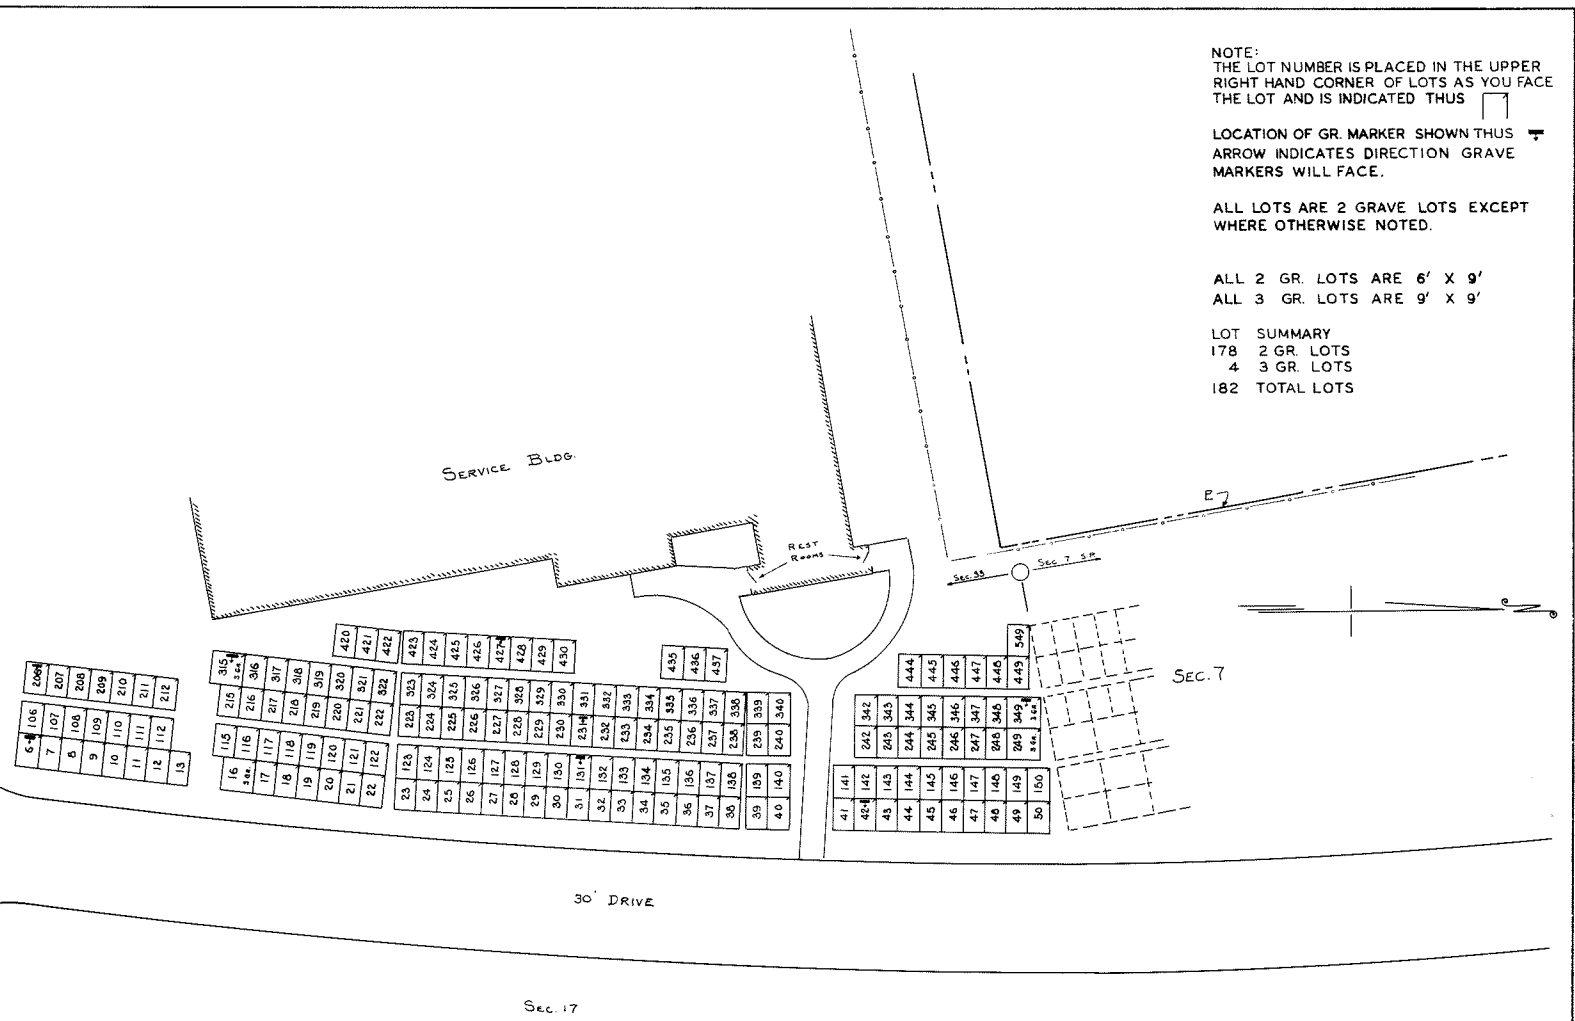 NOTE:
THE LOT NUMBER IS PLACED IN THE UPPER
RIGHT HAND CORNER OF LOTS AS YOU FACE
THE LOT AND IS INDICATED THUS
LOCATION OF GR. MARKER SHOWN THUS
ARROW INDICATES DIRECTION GRAVE
MARKERS WILL FACE.
ALL LOTS ARE 2 GRAVE LOTS EXCEPT
WHERE OTHERWISE NOTED.
ALL 2 GR. LOTS ARE 6' X 9'
ALL 3 GR. LOTS ARE 9' X 9'
LOT SUMMARY
178 2 GR. LOTS
4 3 GR. LOTS
182 TOTAL LOTS
SERVICE BLDG.
REST
ROOMS
SEC. 33
SEC. 7 S.P.
SEC. 7
420 421 422 423 424 425 426 427 428 429 430
435 436 437
549
444 445 446 447 448 449
206 207 208 209 210 211 212
315 3 GR. 316 317 318 319 320 321 322
323 324 325 326 327 328 329 330 331 332 333 334 335 336 337 338 339 340
342 343 344 345 346 347 348 349 3 GR.
215 216 217 218 219 220 221 222
223 224 225 226 227 228 229 230 231 232 233 234 235 236 237 238 239 240
242 243 244 245 246 247 248 249 3 GR.
106 107 108 109 110 111 112
115 116 117 118 119 120 121 122
123 124 125 126 127 128 129 130 131 132 133 134 135 136 137 138 139 140
141 142 143 144 145 146 147 148 149 150
6 7 8 9 10 11 12 13
16 3 GR. 17 18 19 20 21 22
23 24 25 26 27 28 29 30 31 32 33 34 35 36 37 38 39 40
41 42 43 44 45 46 47 48 49 50
30' DRIVE
SEC. 17